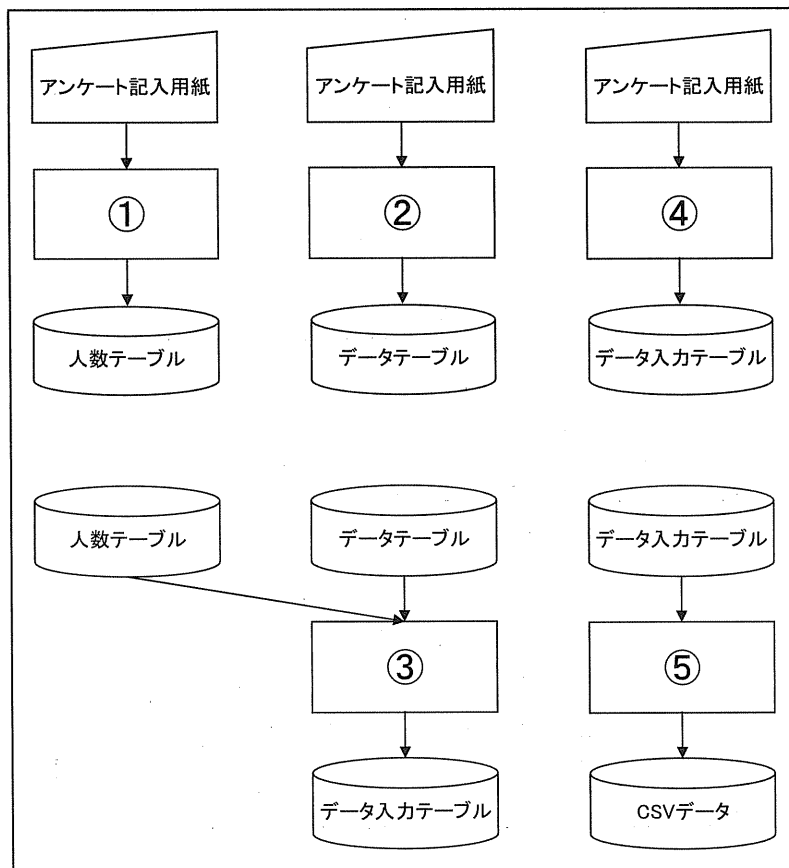 アンケート記入用紙 アンケート記入用紙 アンケート記入用紙
① ② ④
人数テーブル データテーブル データ入力テーブル
人数テーブル データテーブル データ入力テーブル
③ ⑤
データ入力テーブル CSVデータ